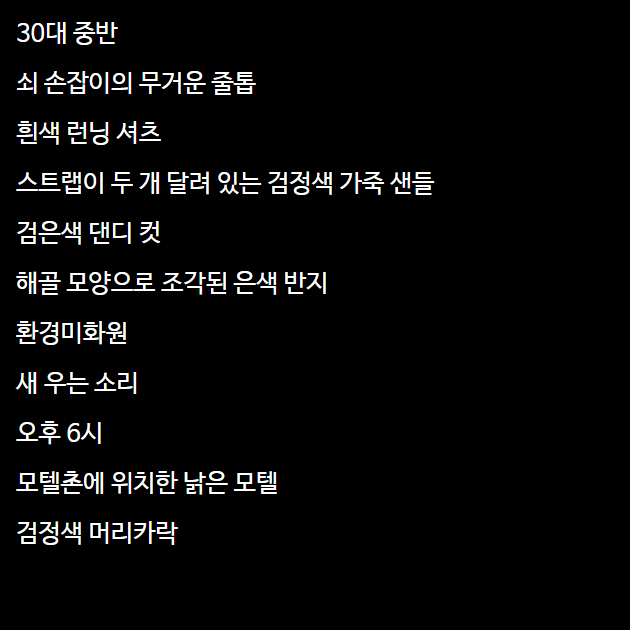 30대 중반
쇠 손잡이의 무거운 줄톱
흰색 런닝 셔츠
스트랩이 두 개 달려 있는 검정색 가죽 샌들
검은색 댄디 컷
해골 모양으로 조각된 은색 반지
환경미화원
새 우는 소리
오후 6시
모텔촌에 위치한 낡은 모텔
검정색 머리카락